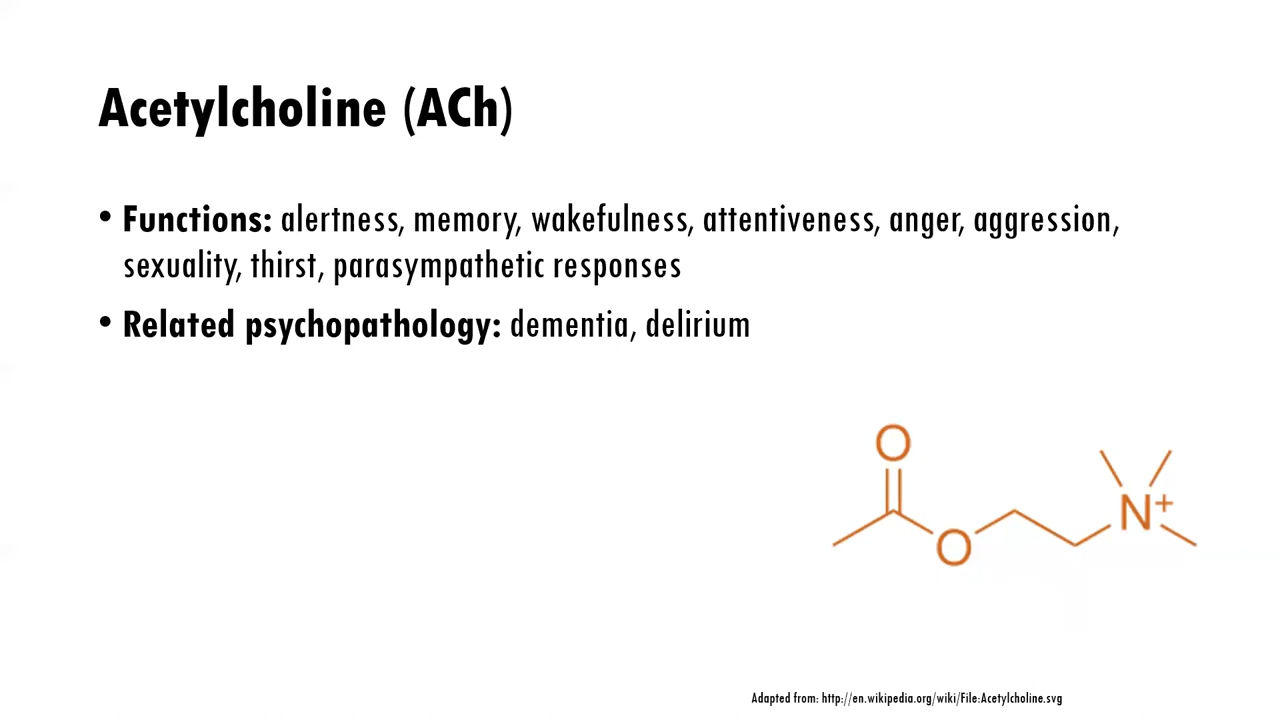 Acetylcholine (ACh)
• Functions: alertness, memory, wakefulness, attentiveness, anger, aggression,
sexuality, thirst, parasympathetic responses
• Related psychopathology: dementia, delirium
O
O
N+
Adapted from: http://en.wikipedia.org/wiki/File:Acetylcholine.svg